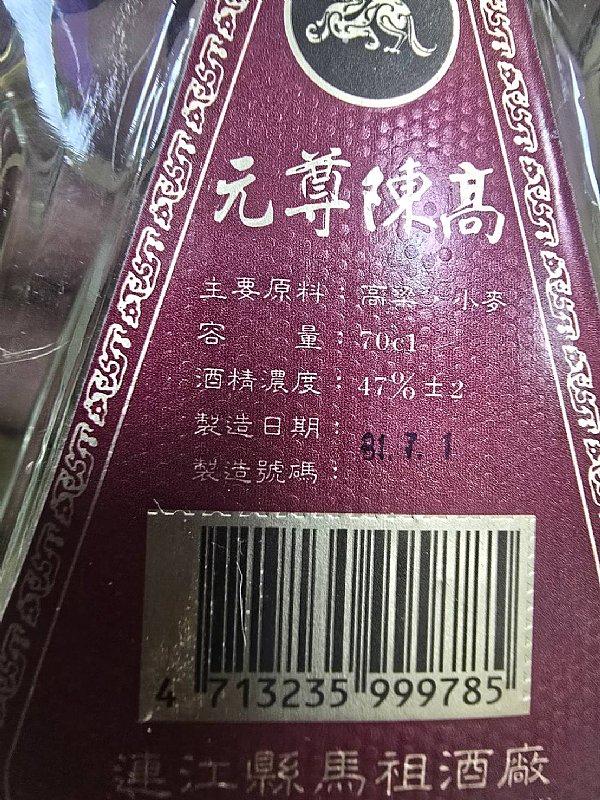 元尊陳高
主要原料：高粱、小麥
容 量：70cl
酒精濃度：47%±2
製造日期：81.7.1
製造號碼：
4 713235 999785
連江縣馬祖酒廠